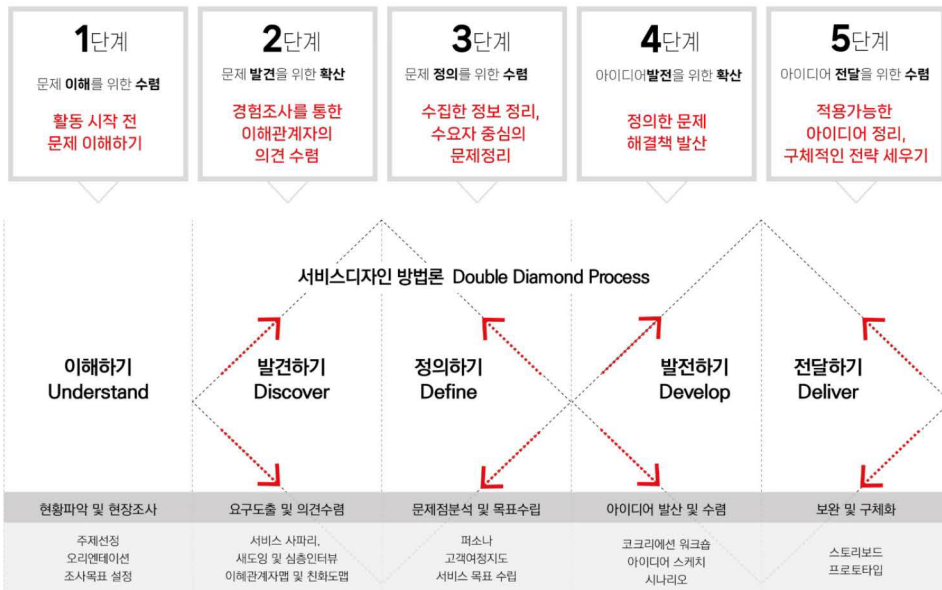 1단계
문제 이해를 위한 수렴
활동 시작 전
문제 이해하기
2단계
문제 발견을 위한 확산
경험조사를 통한
이해관계자의
의견 수렴
3단계
문제 정의를 위한 수렴
수집한 정보 정리,
수요자 중심의
문제정리
4단계
아이디어발전을 위한 확산
정의한 문제
해결책 발산
5단계
아이디어 전달을 위한 수렴
적용가능한
아이디어 정리,
구체적인 전략 세우기
서비스디자인 방법론 Double Diamond Process
이해하기
Understand
발견하기
Discover
정의하기
Define
발전하기
Develop
전달하기
Deliver
현황파악 및 현장조사
요구도출 및 의견수렴
문제점분석 및 목표수립
아이디어 발산 및 수렴
보완 및 구체화
주제선정
오리엔테이션
조사목표 설정
서비스 사파리,
새도잉 및 심층인터뷰
이혜관계자맵 및 친화도맵
퍼소나
고객여정지도
서비스 목표 수립
코크리에션 워크숍
아이디어 스케치
시나리오
스토리보드
프로토타입